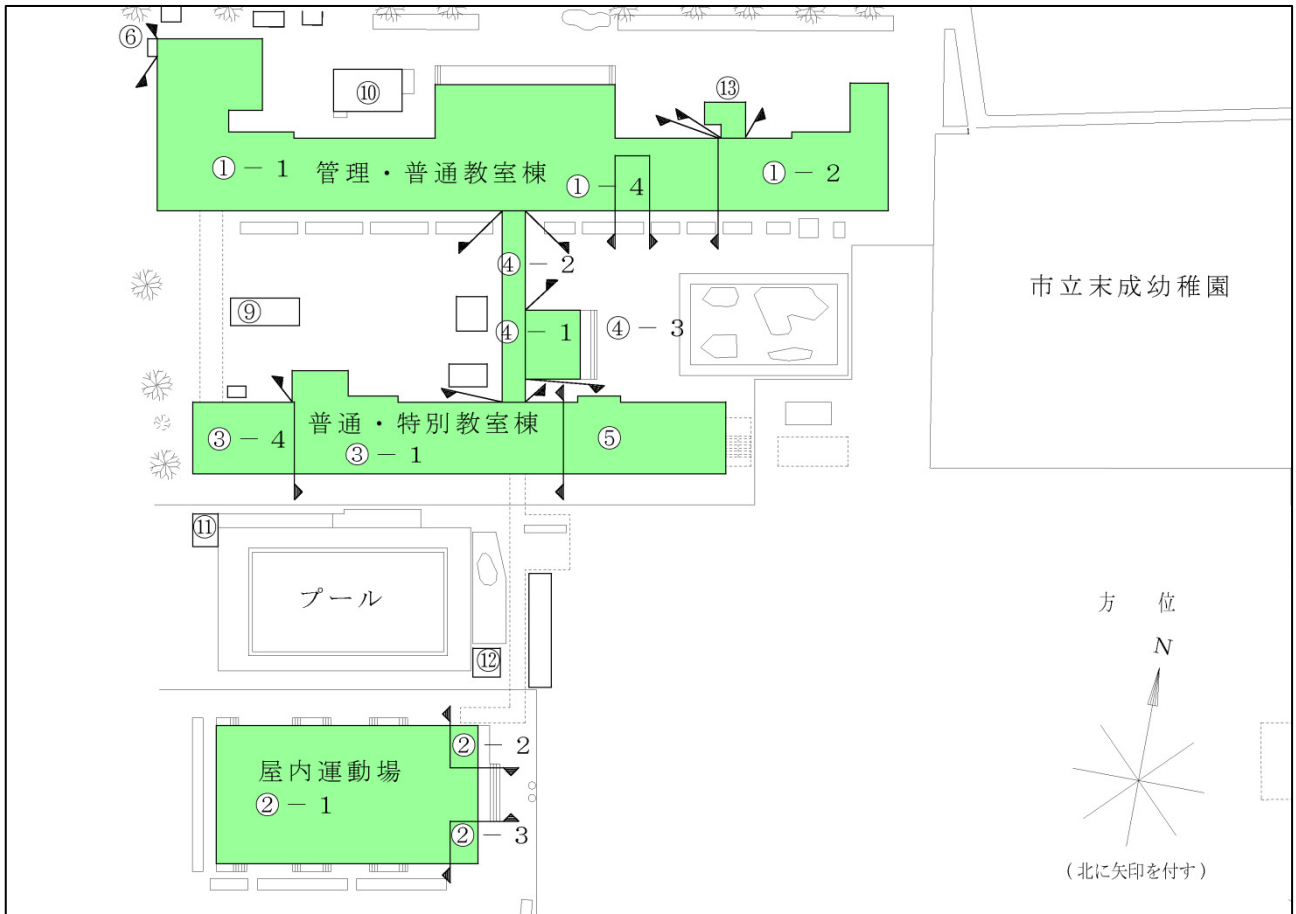 ⑥
⑩
⑬
①－1 管理・普通教室棟
①－4
①－2
④－2
⑨
④－1
④－3
市立末成幼稚園
③－4
普通・特別教室棟
③－1
⑤
⑪
プール
⑫
方 位
N
(北に矢印を付す)
②－2
屋内運動場
②－1
②－3